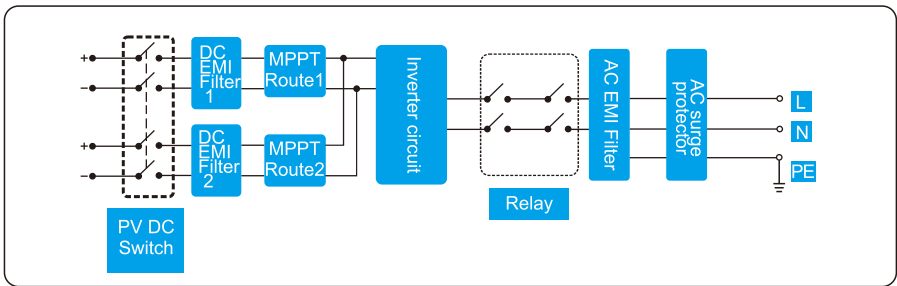 +
−
+
−
PV DC
Switch
DC
EMI
Filter
1
DC
EMI
Filter
2
MPPT
Route1
MPPT
Route2
Inverter circuit
Relay
AC EMI Filter
AC surge
protector
L
N
PE